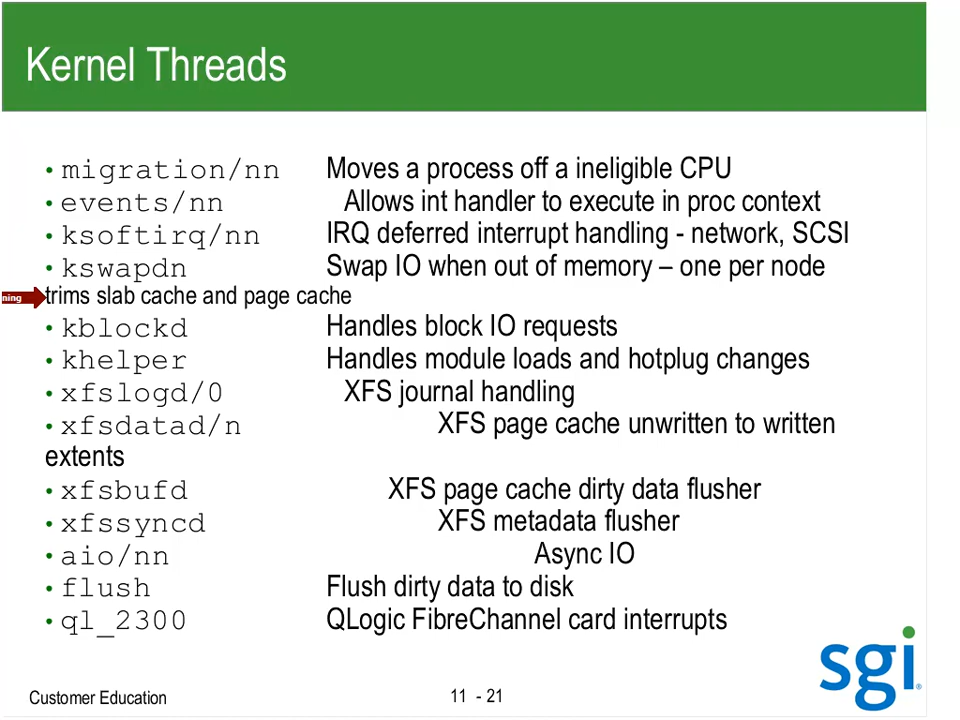 Kernel Threads
• migration/nn Moves a process off a ineligible CPU
• events/nn Allows int handler to execute in proc context
• ksoftirq/nn IRQ deferred interrupt handling - network, SCSI
• kswapdn Swap IO when out of memory – one per node
ning trims slab cache and page cache
• kblockd Handles block IO requests
• khelper Handles module loads and hotplug changes
• xfslogd/0 XFS journal handling
• xfsdatad/n XFS page cache unwritten to written
extents
• xfsbufd XFS page cache dirty data flusher
• xfssyncd XFS metadata flusher
• aio/nn Async IO
• flush Flush dirty data to disk
• ql_2300 QLogic FibreChannel card interrupts
sgi®
Customer Education 11 - 21